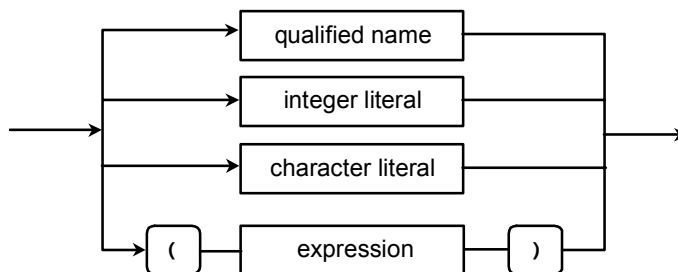 qualified name
integer literal
character literal
( expression )